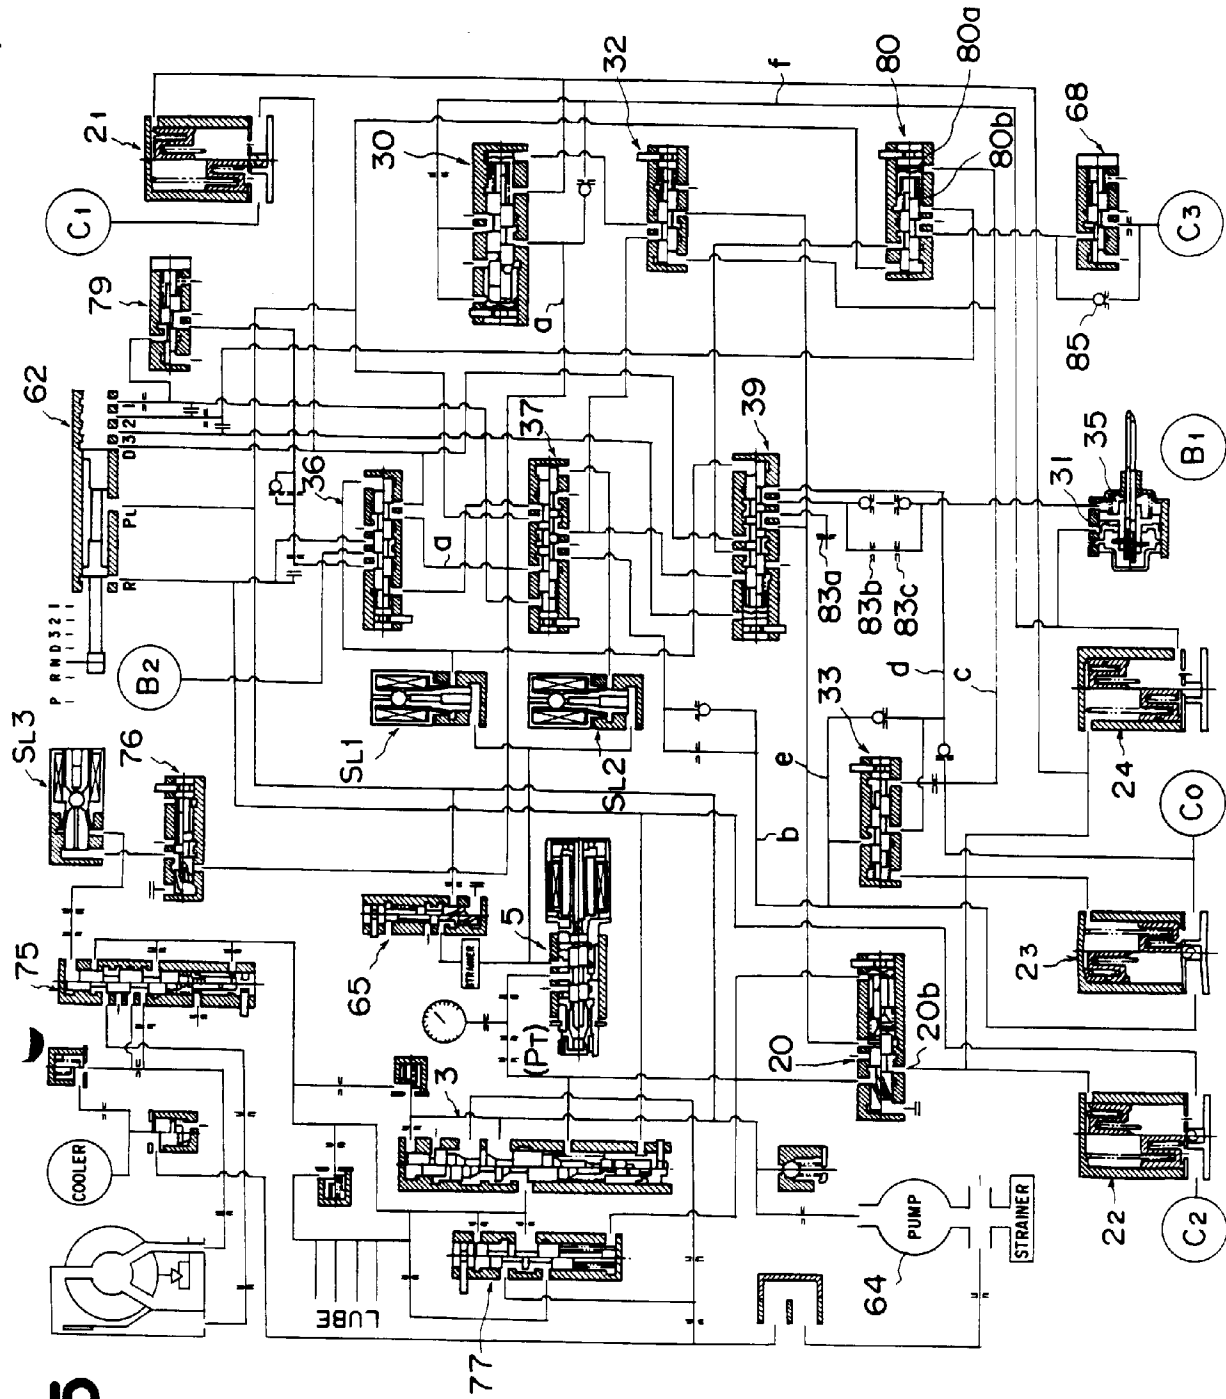 5
COOLER
75
SL3
76
P R N D 3 2 1
62
R
PL
D 3 2 1
79
C1
21
B2
36
SL1
a
37
SL2
a
30
32
f
80
80a
80b
68
C3
85
39
83a
83b
83c
31
35
B1
33
d
c
e
b
24
C0
23
65
STRAINER
5
(PT)
3
LUBE
77
20
20b
PUMP
64
STRAINER
22
C2